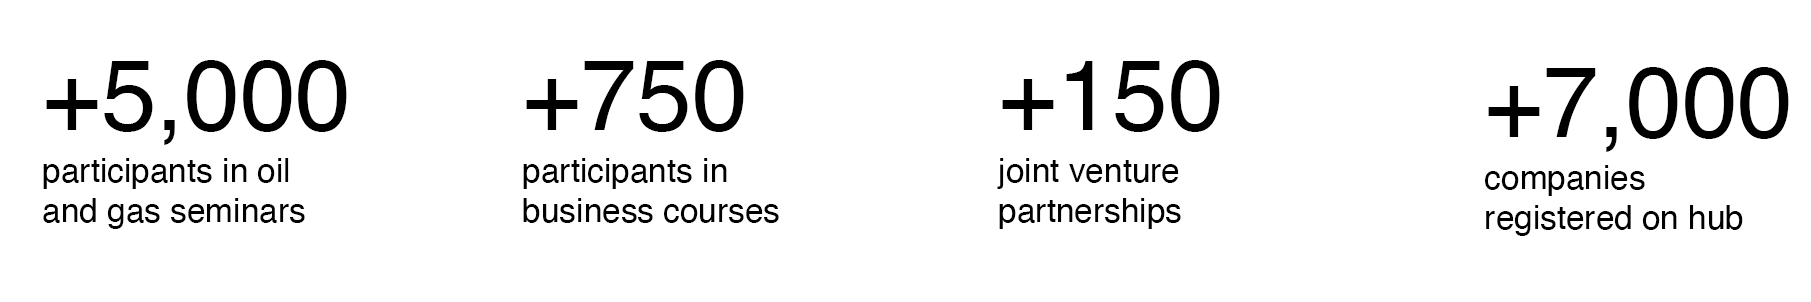 +5,000
participants in oil
and gas seminars
+750
participants in
business courses
+150
joint venture
partnerships
+7,000
companies
registered on hub